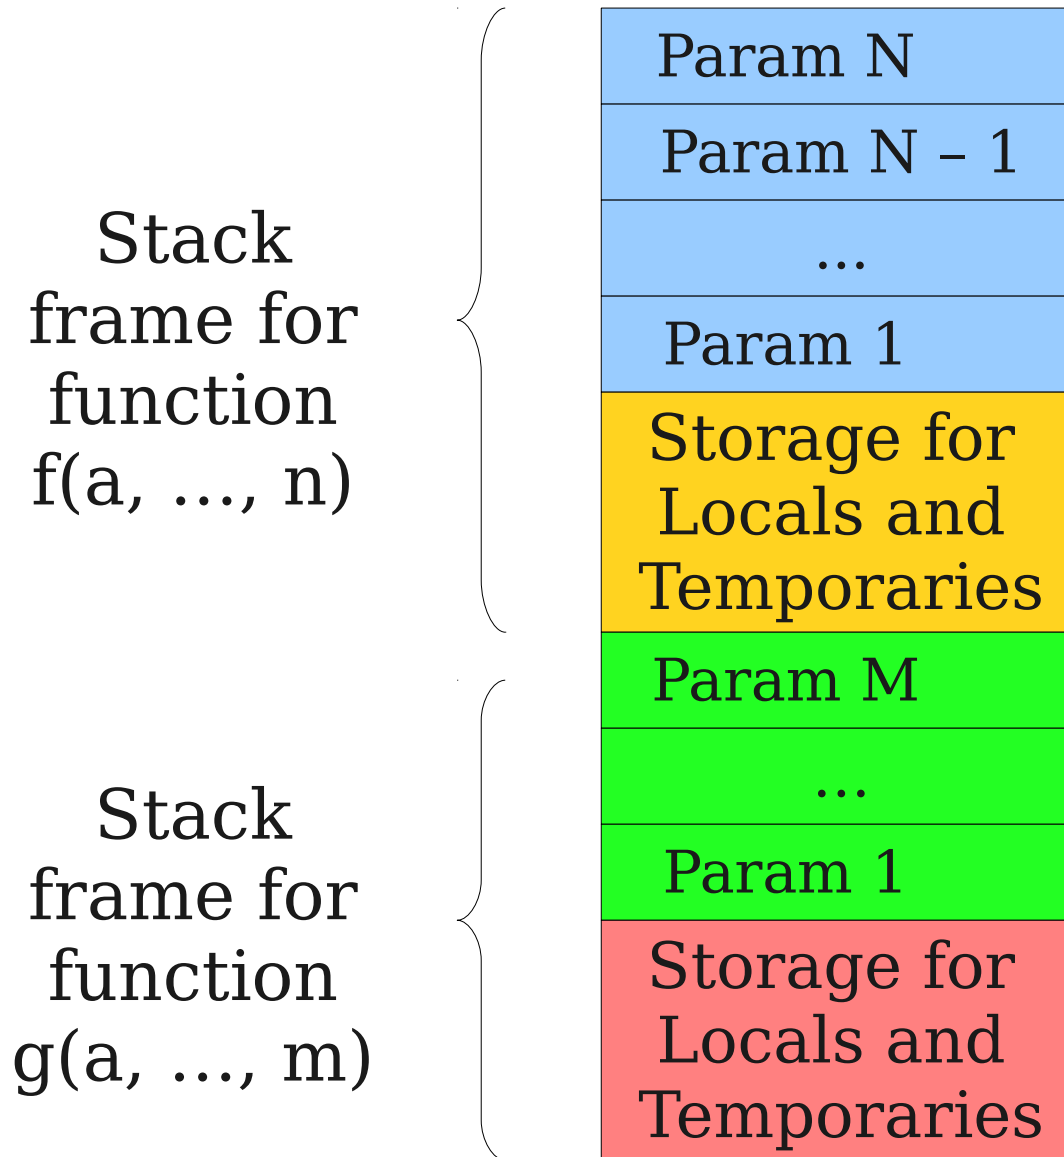 Param N
Param N – 1
...
Param 1
Stack
frame for
function
f(a, …, n)
Storage for
Locals and
Temporaries
Param M
...
Param 1
Stack
frame for
function
g(a, …, m)
Storage for
Locals and
Temporaries